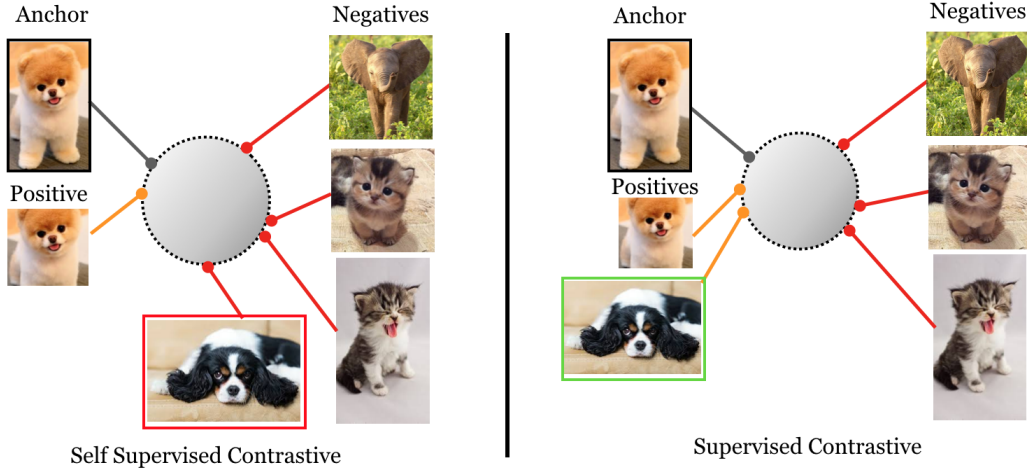 Anchor
Negatives
Positive
Self Supervised Contrastive
Anchor
Negatives
Positives
Supervised Contrastive